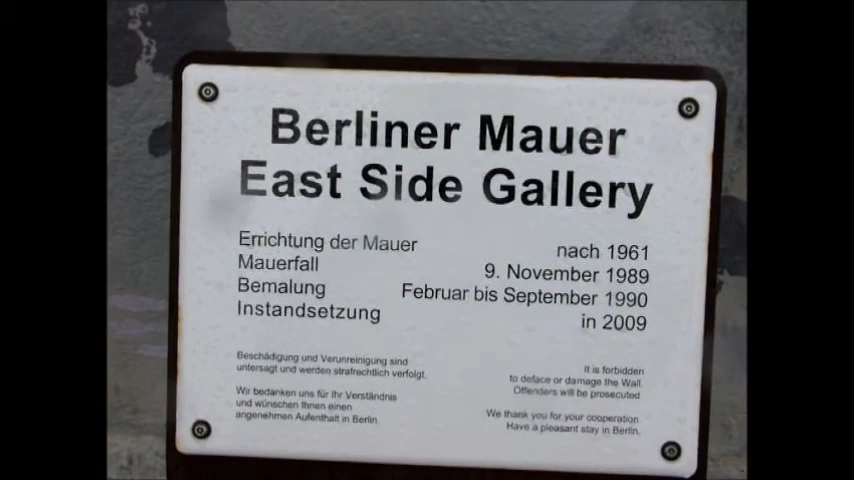 Berliner Mauer
East Side Gallery
Errichtung der Mauer nach 1961
Mauerfall 9. November 1989
Bemalung Februar bis September 1990
Instandsetzung in 2009
Beschädigung und Verunreinigung sind
untersagt und werden strafrechtlich verfolgt.
Wir bedanken uns für Ihr Verständnis
und wünschen Ihnen einen
angenehmen Aufenthalt in Berlin.
It is forbidden
to deface or damage the Wall.
Offenders will be prosecuted.
We thank you for your cooperation.
Have a pleasant stay in Berlin.